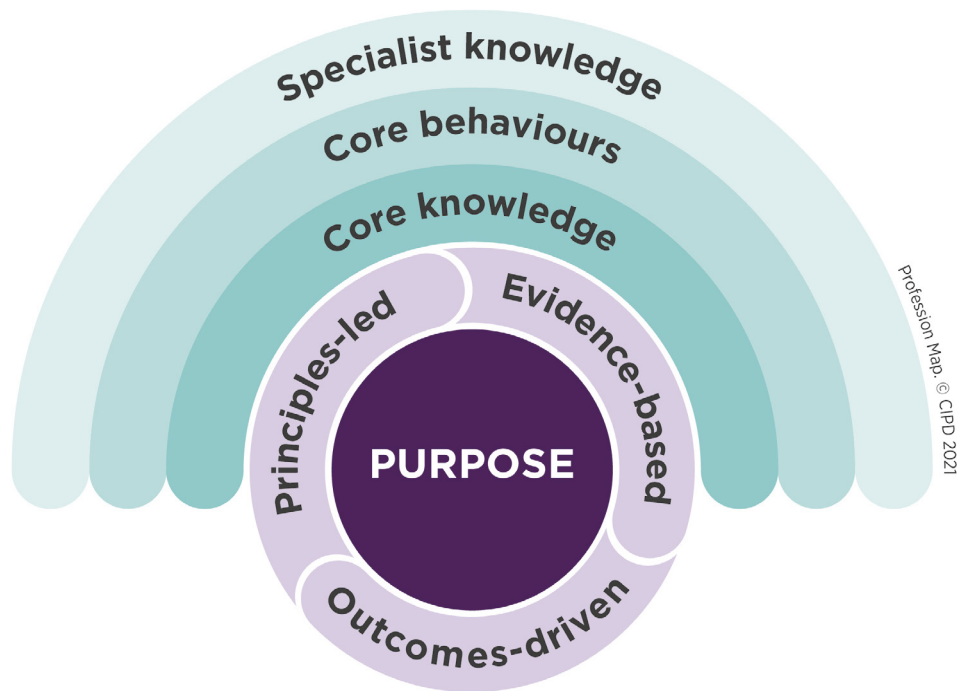 Specialist knowledge
Core behaviours
Core knowledge
Principles-led
Evidence-based
PURPOSE
Outcomes-driven
Profession Map. © CIPD 2021